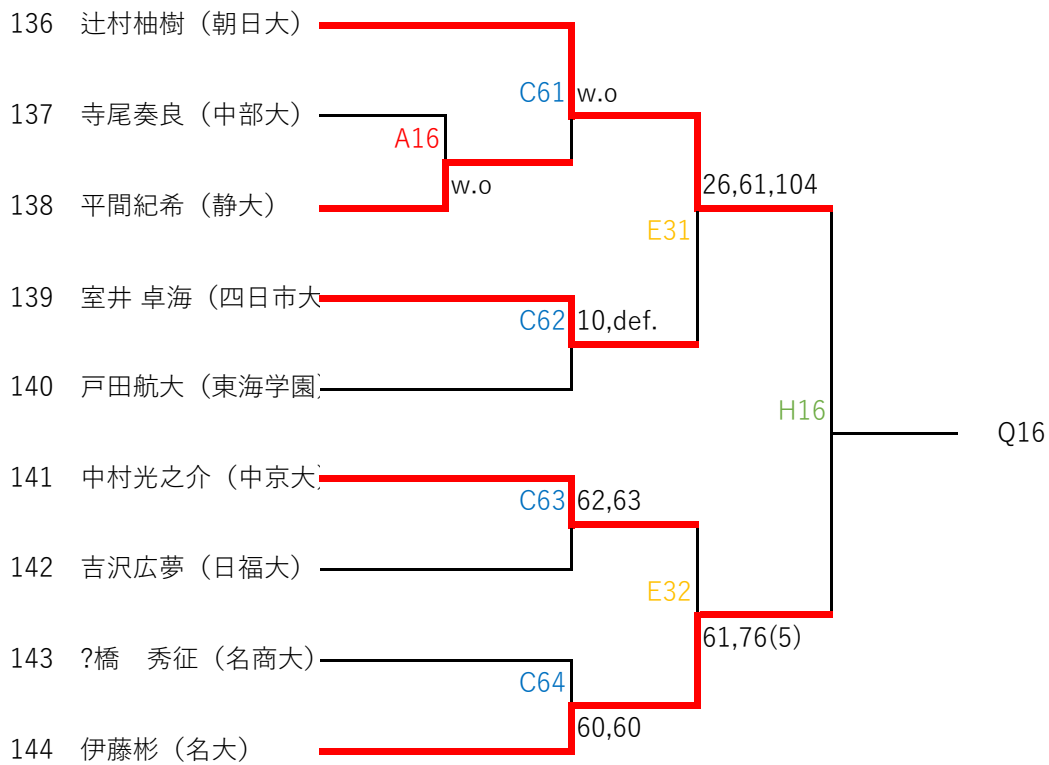 136 辻村柚樹（朝日大）
C61 w.o
137 寺尾奏良（中部大）
A16
w.o
26,61,104
138 平間紀希（静大）
E31
139 室井 卓海（四日市大
C62 10,def.
140 戸田航大（東海学園）
H16
Q16
141 中村光之介（中京大）
C63 62,63
142 吉沢広夢（日福大）
E32
61,76(5)
143 ?橋　秀征（名商大）
C64
60,60
144 伊藤彬（名大）